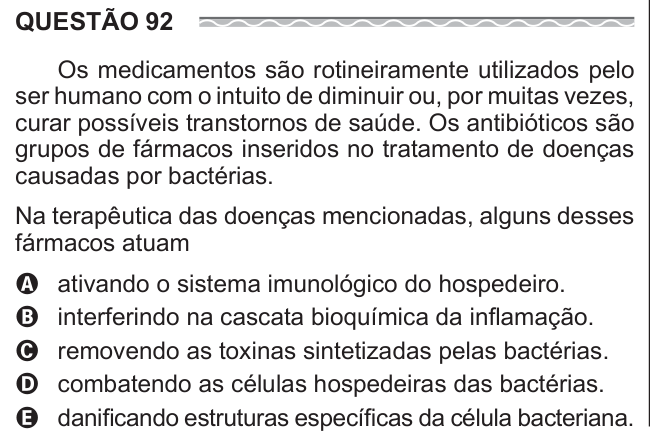 QUESTÃO 92
Os medicamentos são rotineiramente utilizados pelo
ser humano com o intuito de diminuir ou, por muitas vezes,
curar possíveis transtornos de saúde. Os antibióticos são
grupos de fármacos inseridos no tratamento de doenças
causadas por bactérias.
Na terapêutica das doenças mencionadas, alguns desses
fármacos atuam
A ativando o sistema imunológico do hospedeiro.
B interferindo na cascata bioquímica da inflamação.
C removendo as toxinas sintetizadas pelas bactérias.
D combatendo as células hospedeiras das bactérias.
E danificando estruturas específicas da célula bacteriana.